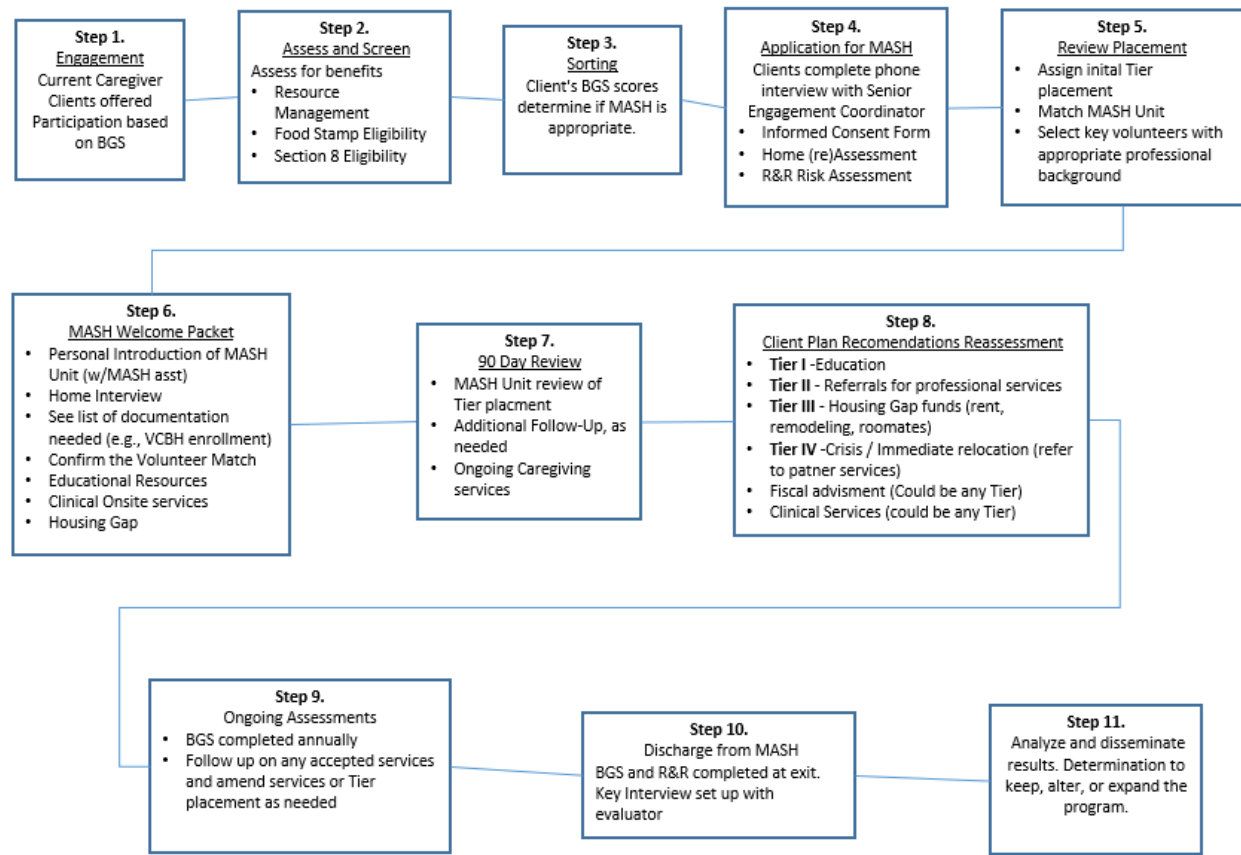 Step 1.
Engagement
Current Caregiver
Clients offered
Participation based
on BGS
Step 2.
Assess and Screen
Assess for benefits
• Resource
Management
• Food Stamp Eligibility
• Section 8 Eligibility
Step 3.
Sorting
Client's BGS scores
determine if MASH is
appropriate.
Step 4.
Application for MASH
Clients complete phone
interview with Senior
Engagement Coordinator
• Informed Consent Form
• Home (re)Assessment
• R&R Risk Assessment
Step 5.
Review Placement
• Assign inital Tier
placement
• Match MASH Unit
• Select key volunteers with
appropriate professional
background
Step 6.
MASH Welcome Packet
• Personal Introduction of MASH
Unit (w/MASH asst)
• Home Interview
• See list of documentation
needed (e.g., VCBH enrollment)
• Confirm the Volunteer Match
• Educational Resources
• Clinical Onsite services
• Housing Gap
Step 7.
90 Day Review
• MASH Unit review of
Tier placment
• Additional Follow-Up, as
needed
• Ongoing Caregiving
services
Step 8.
Client Plan Recomendations Reassessment
• Tier I -Education
• Tier II - Referrals for professional services
• Tier III - Housing Gap funds (rent,
remodeling, roomates)
• Tier IV -Crisis / Immediate relocation (refer
to patner services)
• Fiscal advisment (Could be any Tier)
• Clinical Services (could be any Tier)
Step 9.
Ongoing Assessments
• BGS completed annually
• Follow up on any accepted services
and amend services or Tier
placement as needed
Step 10.
Discharge from MASH
BGS and R&R completed at exit.
Key Interview set up with
evaluator
Step 11.
Analyze and disseminate
results. Determination to
keep, alter, or expand the
program.